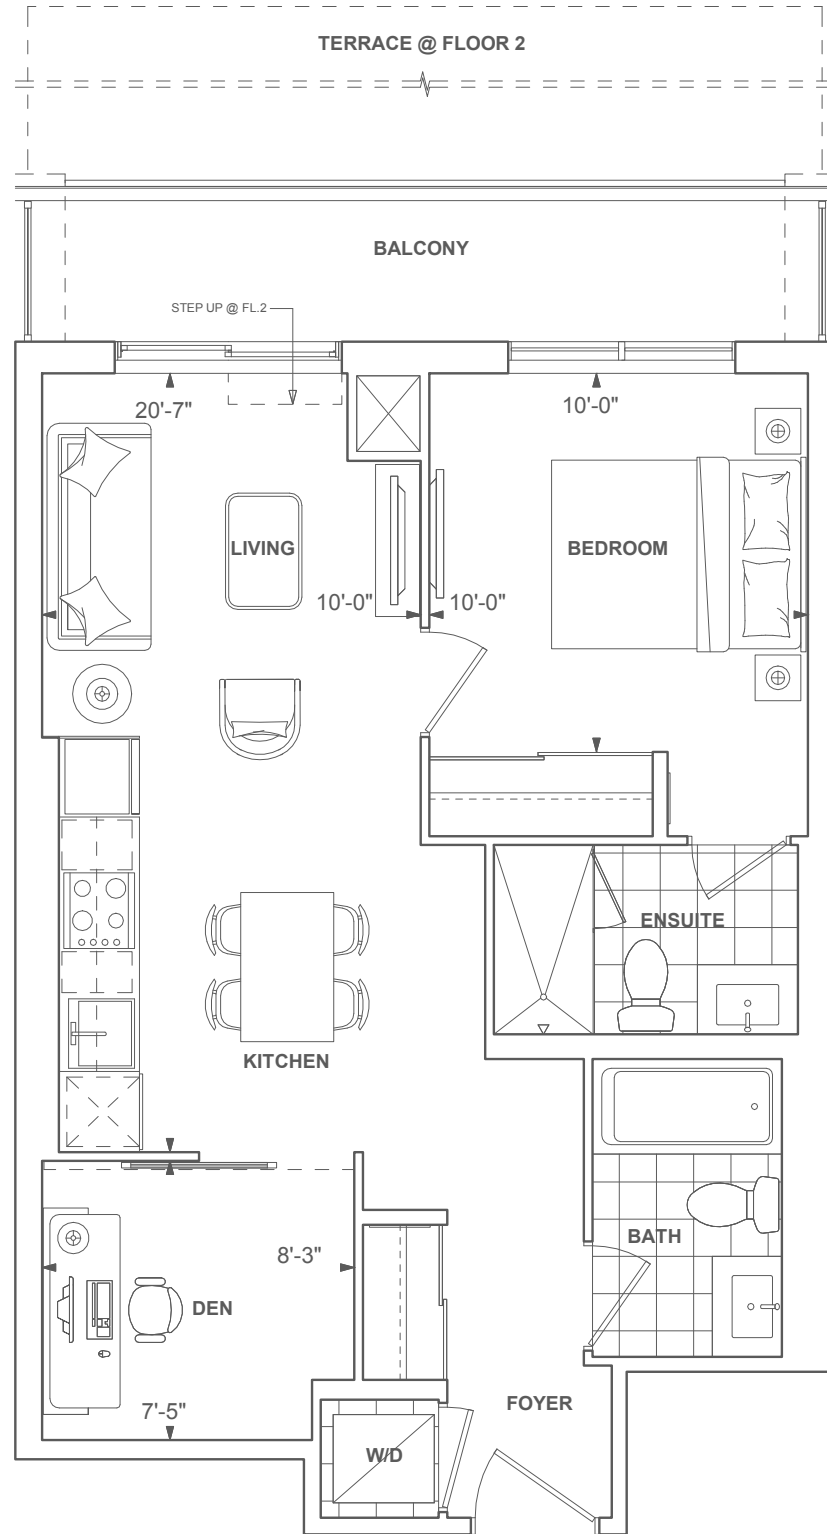 TERRACE @ FLOOR 2
BALCONY
STEP UP @ FL.2
20'-7"
10'-0"
LIVING
BEDROOM
10'-0"
10'-0"
ENSUITE
KITCHEN
BATH
8'-3"
DEN
7'-5"
FOYER
W/D